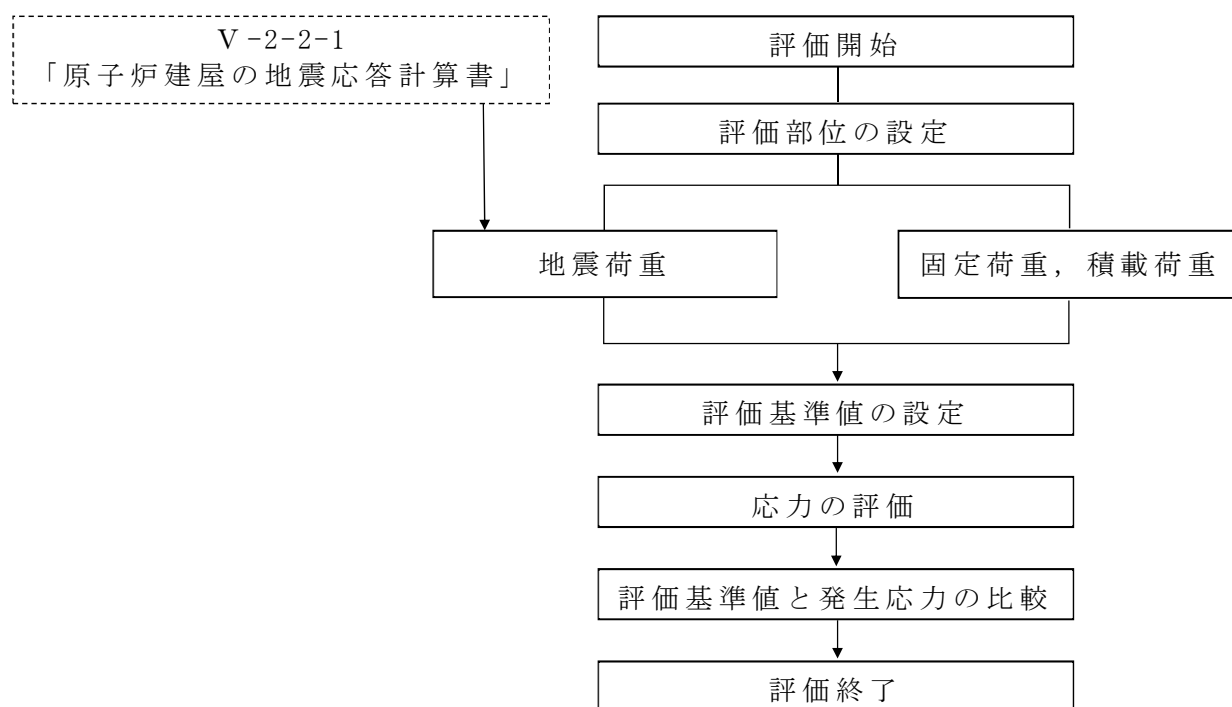 Ⅴ-2-2-1
「原子炉建屋の地震応答計算書」
評価開始
評価部位の設定
地震荷重
固定荷重，積載荷重
評価基準値の設定
応力の評価
評価基準値と発生応力の比較
評価終了